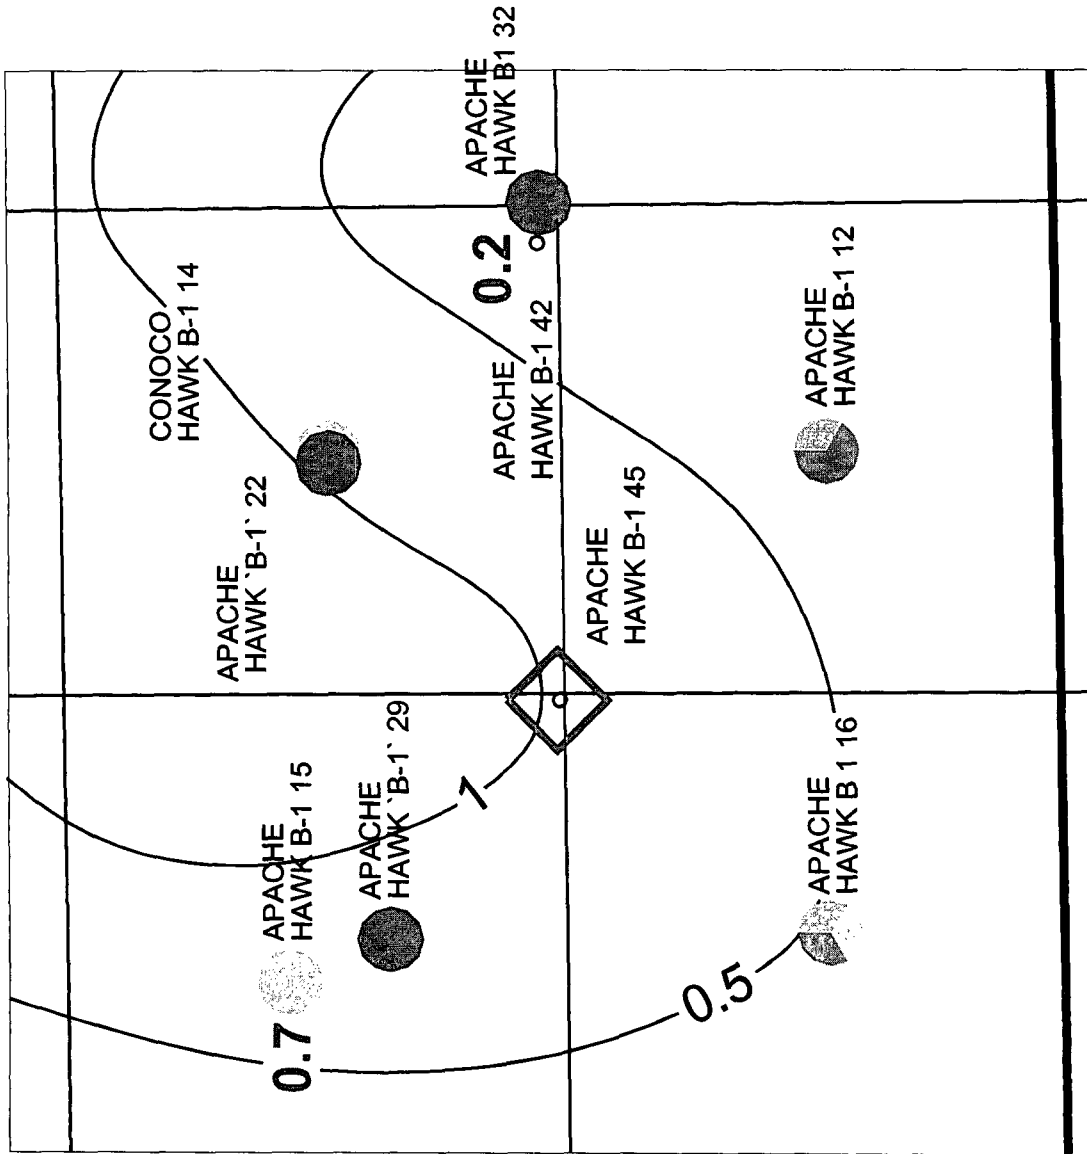 CONOCO
HAWK B-1 14
APACHE
HAWK B1 32
0.2
APACHE
HAWK B-1 42
APACHE
HAWK B-1 12
APACHE
HAWK `B-1` 22
APACHE
HAWK B-1 45
APACHE
HAWK B-1 15
APACHE
HAWK `B-1` 29
1
0.7
0.5
APACHE
HAWK B 1 16